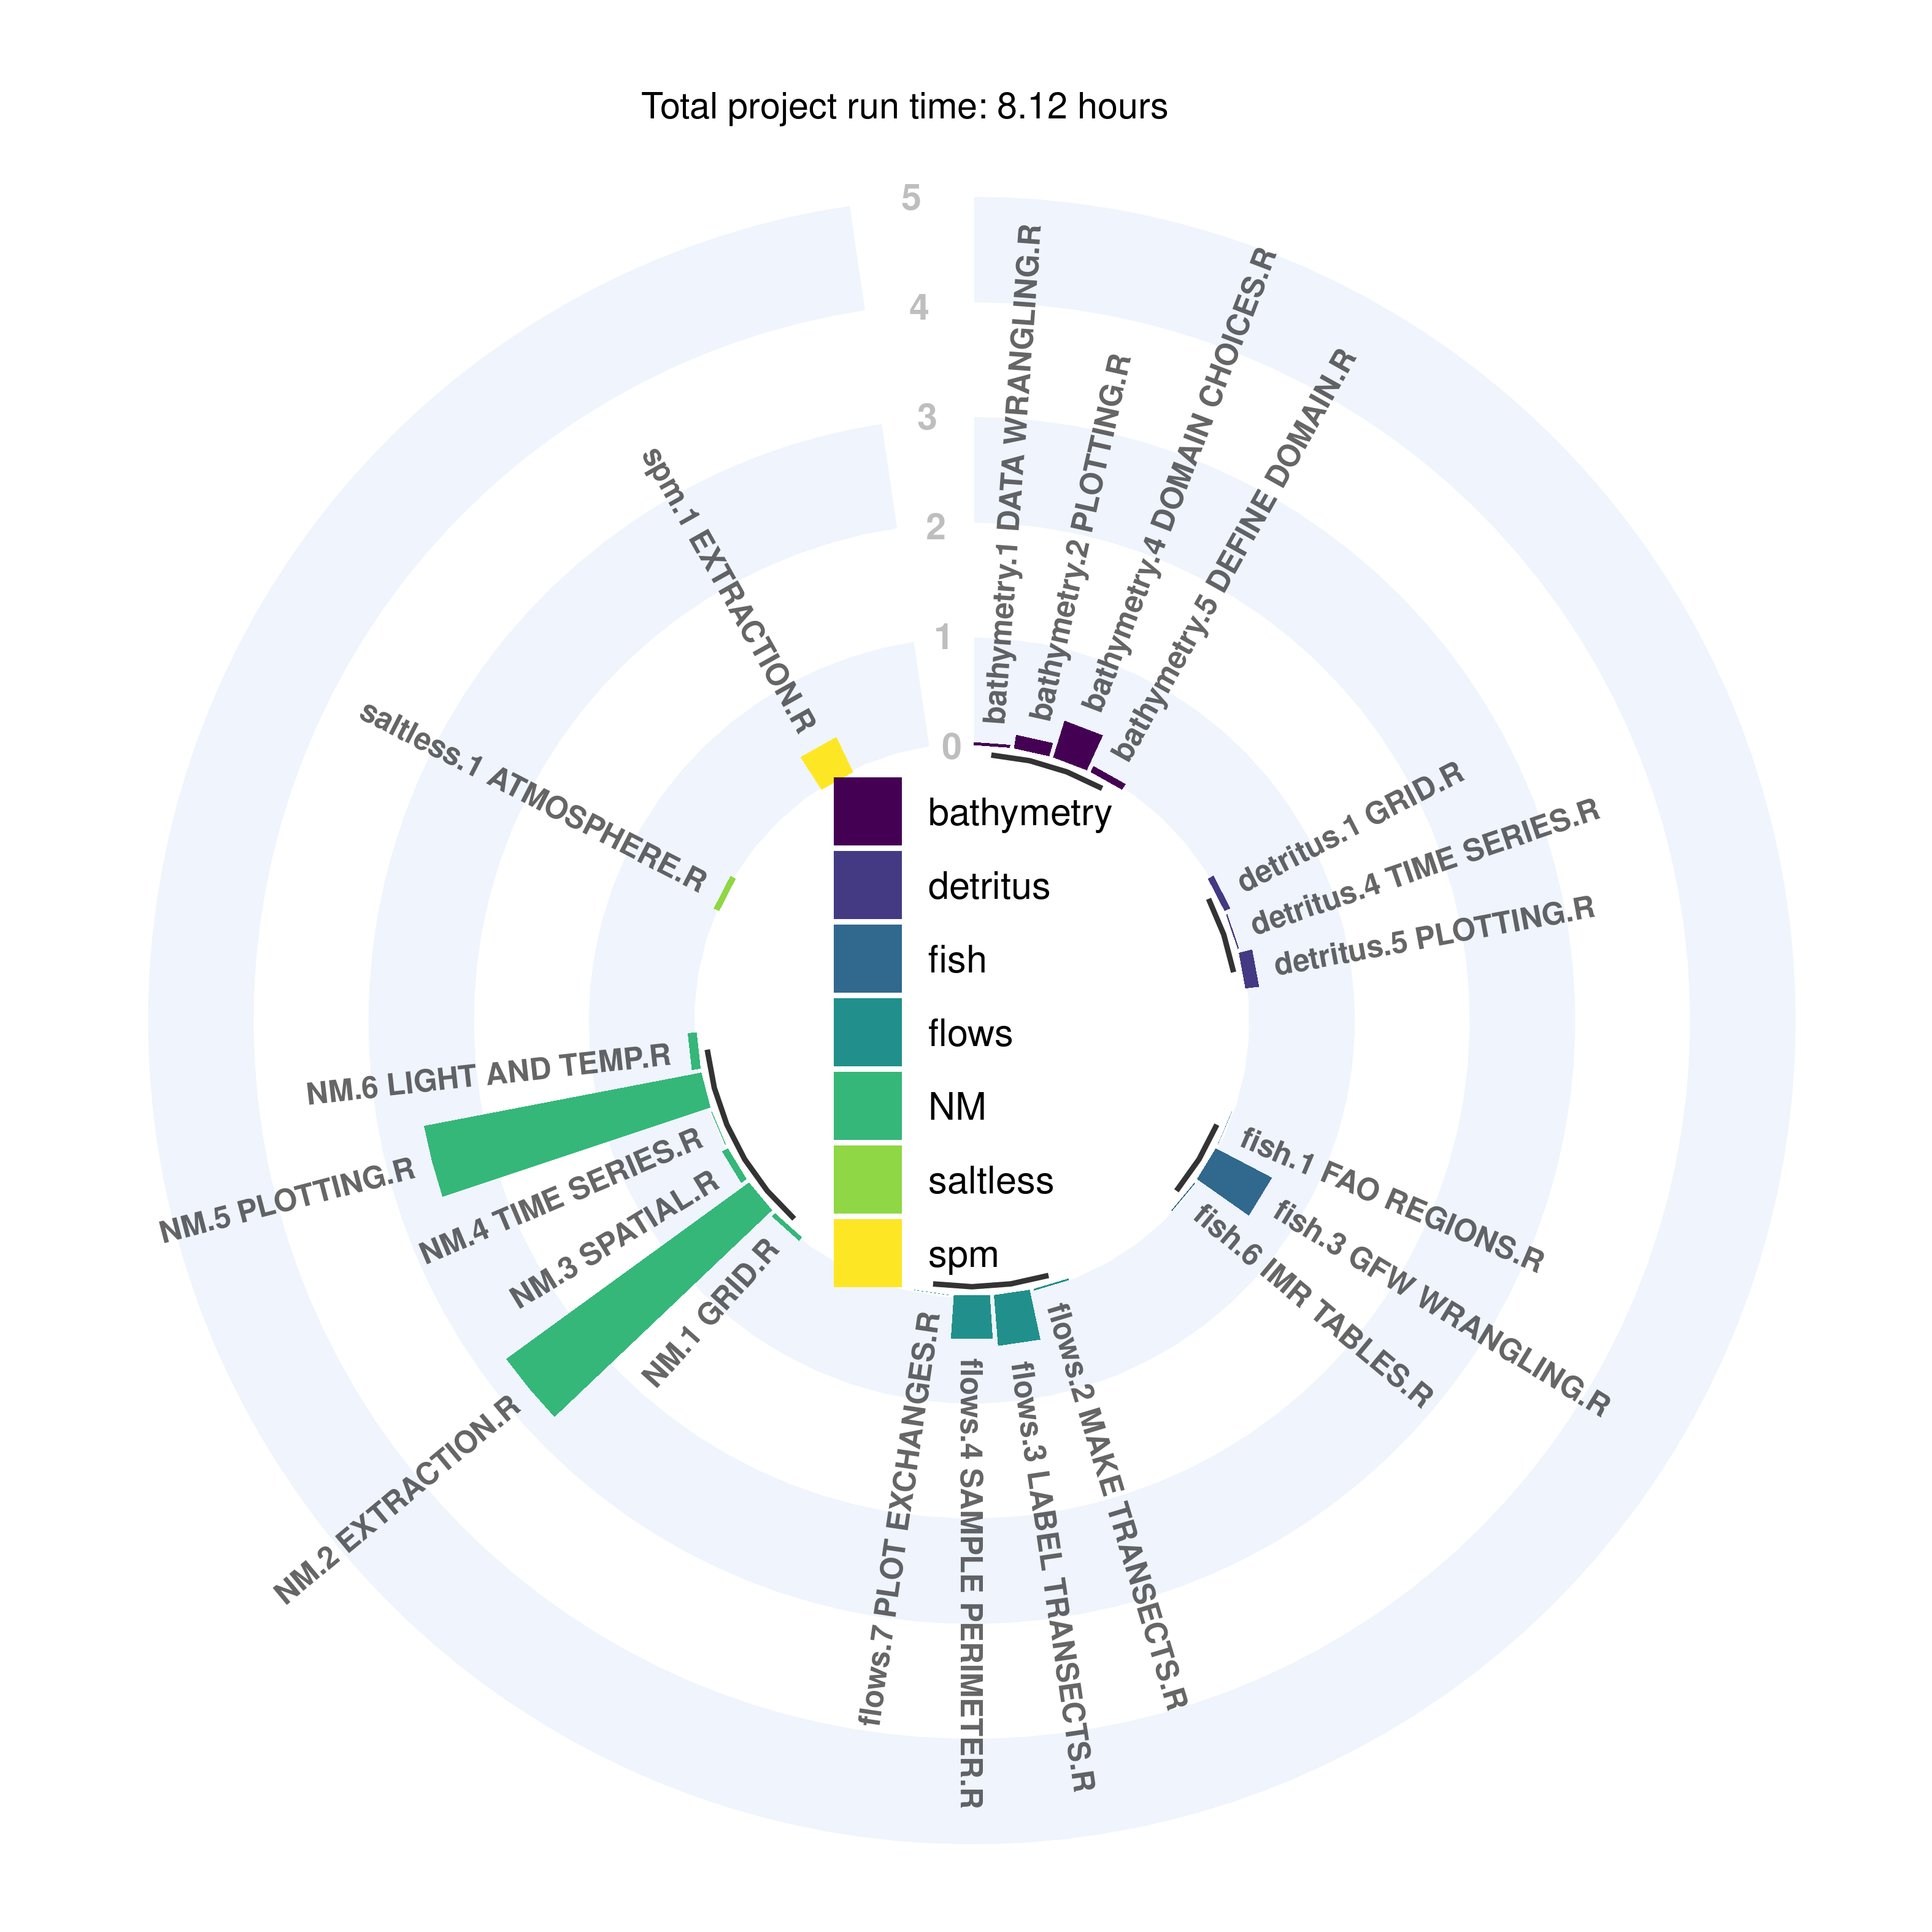 Total project run time: 8.12 hours
5
4
3
2
1
0
bathymetry.1 DATA WRANGLING.R
bathymetry.2 PLOTTING.R
bathymetry.4 DOMAIN CHOICES.R
bathymetry.5 DEFINE DOMAIN.R
detritus.1 GRID.R
detritus.4 TIME SERIES.R
detritus.5 PLOTTING.R
fish.1 FAO REGIONS.R
fish.3 GFW WRANGLING.R
fish.6 IMR TABLES.R
flows.2 MAKE TRANSECTS.R
flows.3 LABEL TRANSECTS.R
flows.4 SAMPLE PERIMETER.R
flows.7 PLOT EXCHANGES.R
NM.1 GRID.R
NM.2 EXTRACTION.R
NM.3 SPATIAL.R
NM.4 TIME SERIES.R
NM.5 PLOTTING.R
NM.6 LIGHT AND TEMP.R
saltless.1 ATMOSPHERE.R
spm.1 EXTRACTION.R
bathymetry
detritus
fish
flows
NM
saltless
spm